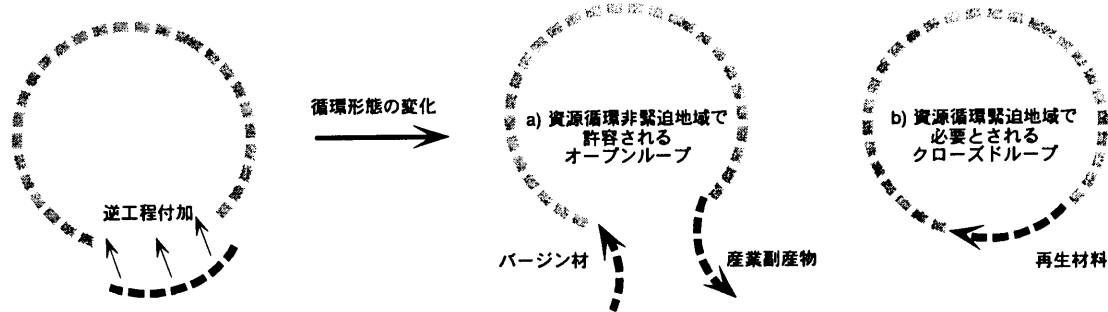 逆工程付加
循環形態の変化
a) 資源循環非緊迫地域で
許容される
オープンループ
バージン材
産業副産物
b) 資源循環緊迫地域で
必要とされる
クローズドループ
再生材料